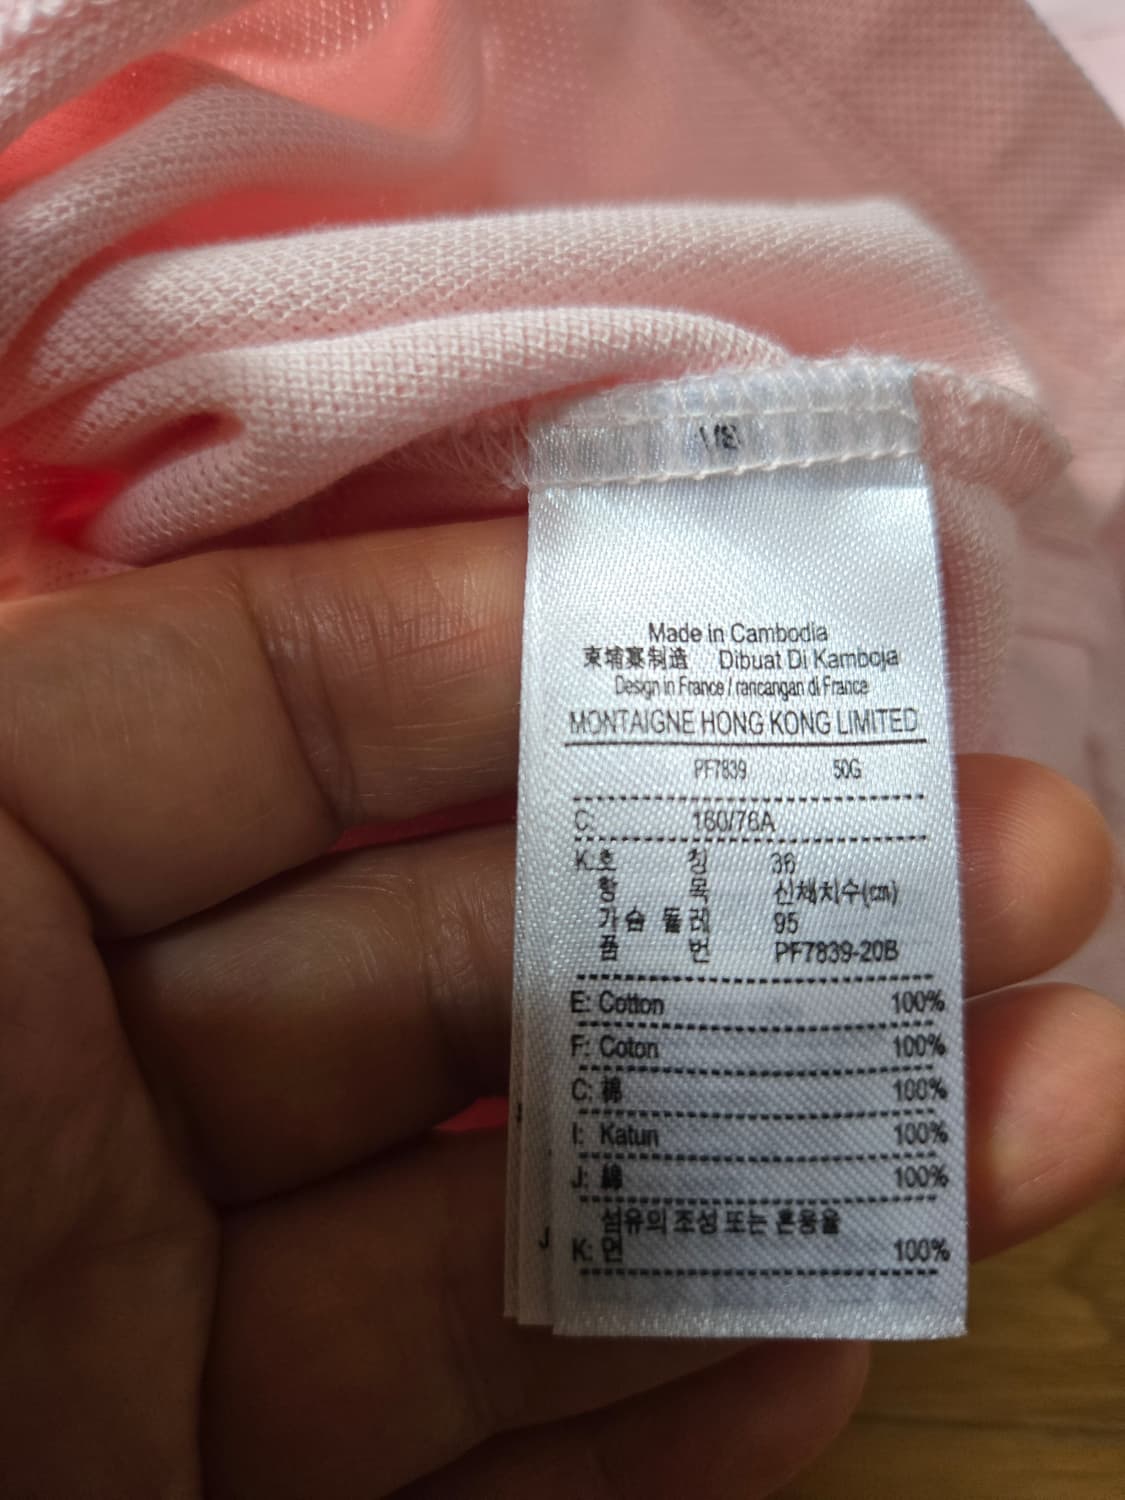 Made in Cambodia
柬埔寨制造 Dibuat Di Kamboja
Design in France / rancangan di France
MONTAIGNE HONG KONG LIMITED
PF7839 50G
C: 160/76A
K: 호 칭 36
항 목 신체치수(cm)
가슴 둘레 95
품 번 PF7839-20B
E: Cotton 100%
F: Coton 100%
C: 棉 100%
I: Katun 100%
J: 綿 100%
섬유의 조성 또는 혼용율
K: 면 100%
J